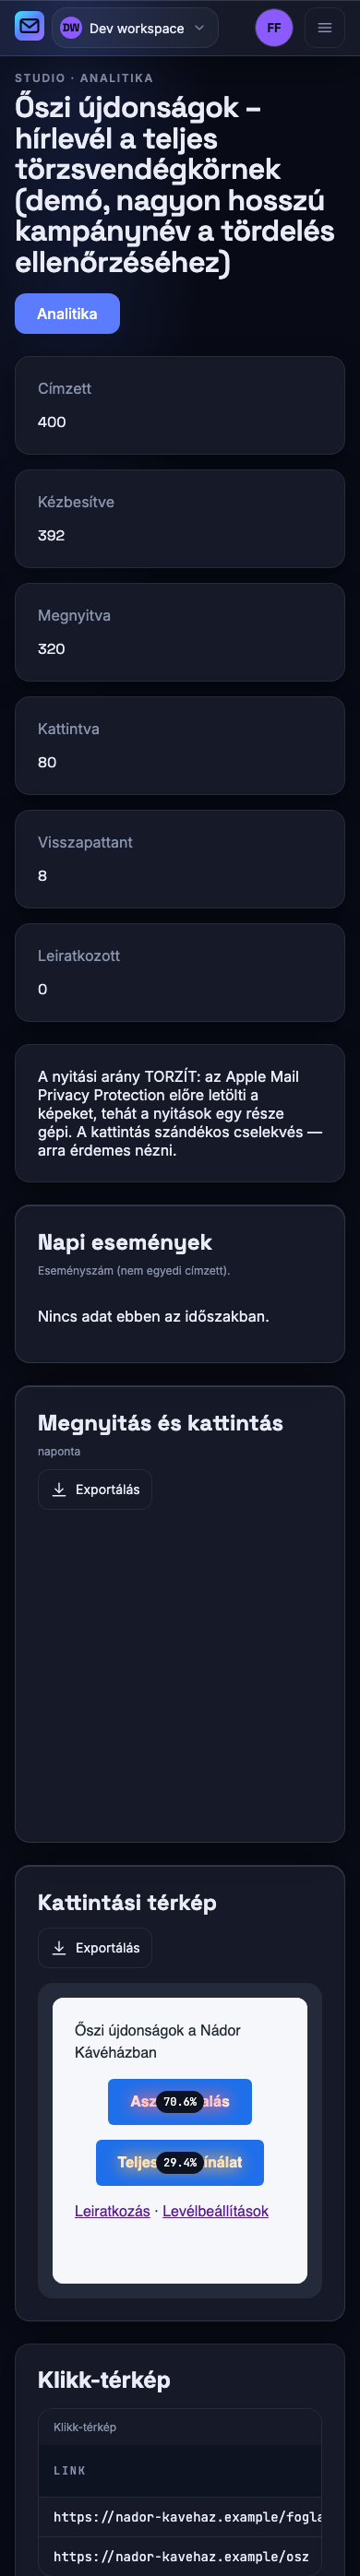 DW Dev workspace FF
STUDIO · ANALITIKA
Őszi újdonságok –
hírlevél a teljes
törzsvendégkörnek
(demó, nagyon hosszú
kampánynév a tördelés
ellenőrzéséhez)
Analitika
Címzett
400
Kézbesítve
392
Megnyitva
320
Kattintva
80
Visszapattant
8
Leiratkozott
0
A nyitási arány TORZÍT: az Apple Mail
Privacy Protection előre letölti a
képeket, tehát a nyitások egy része
gépi. A kattintás szándékos cselekvés —
arra érdemes nézni.
Napi események
Eseményszám (nem egyedi címzett).
Nincs adat ebben az időszakban.
Megnyitás és kattintás
naponta
Exportálás
Kattintási térkép
Exportálás
Őszi újdonságok a Nádor
Kávéházban
70.6%
29.4%
Leiratkozás · Levélbeállítások
Klikk-térkép
Klikk-térkép
LINK
https://nador-kavehaz.example/fogla
https://nador-kavehaz.example/osz